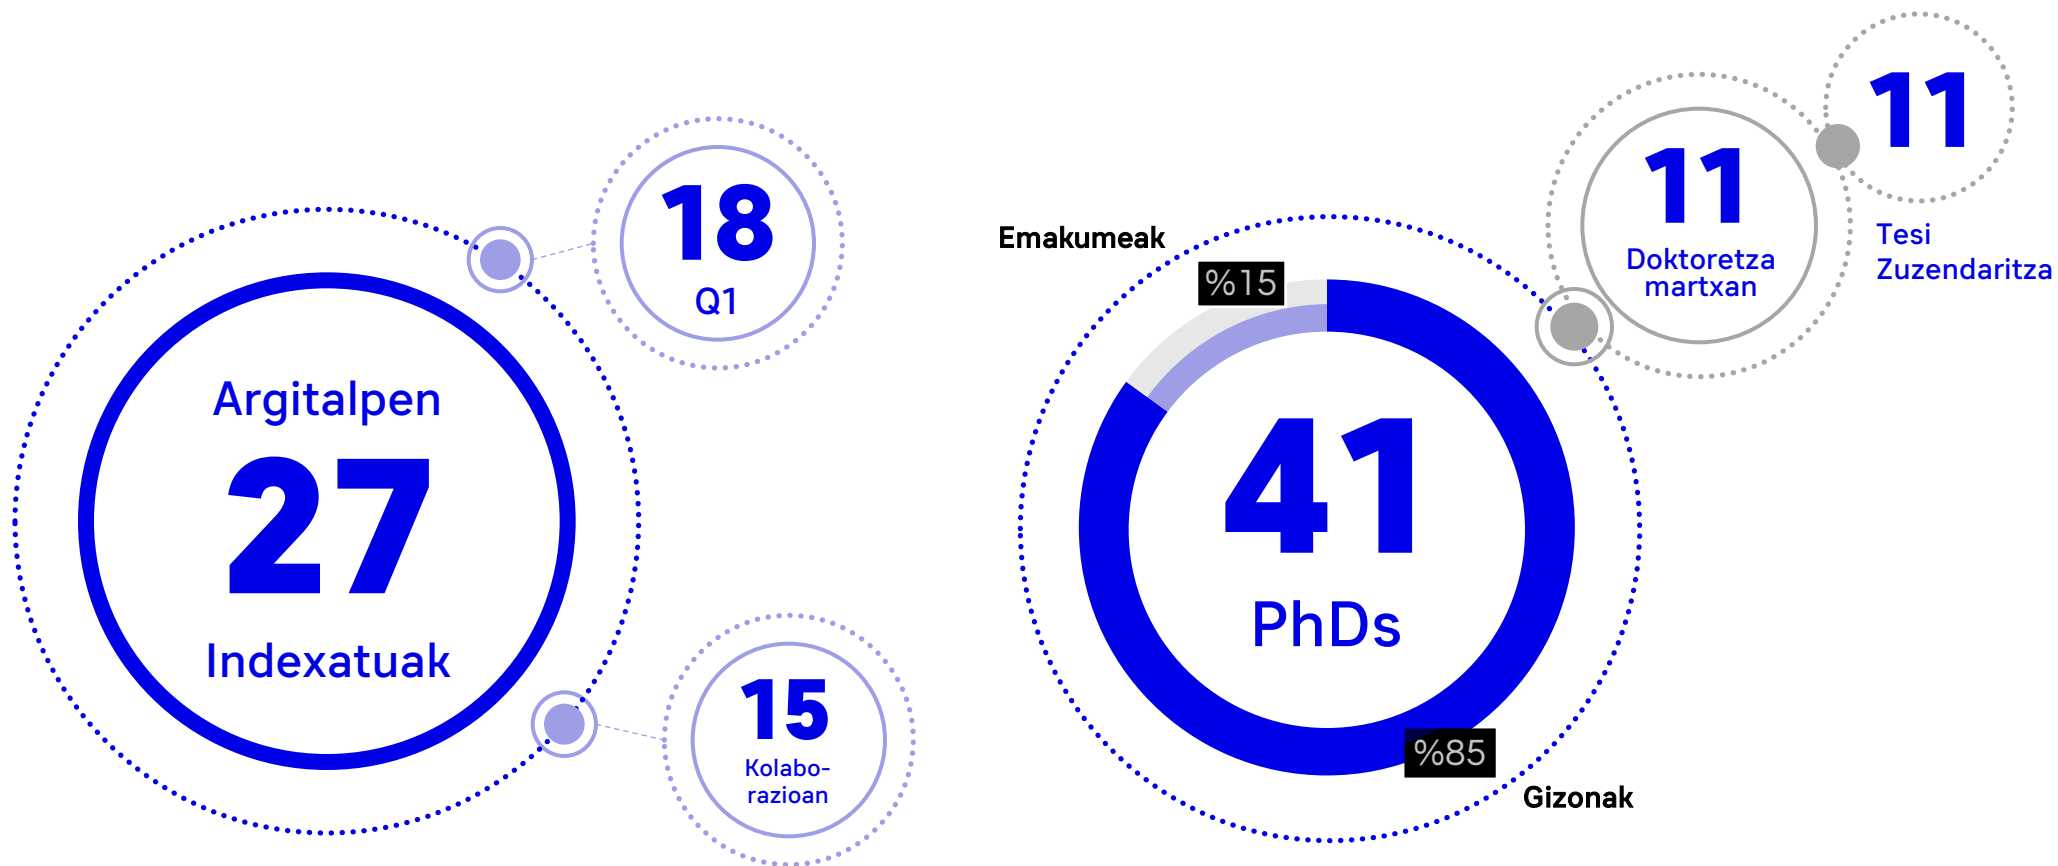 18
Q1
Argitalpen
27
Indexatuak
15
Kolabo-
razioan
11
Tesi
Zuzendaritza
11
Doktoretza
martxan
Emakumeak
%15
41
PhDs
%85
Gizonak